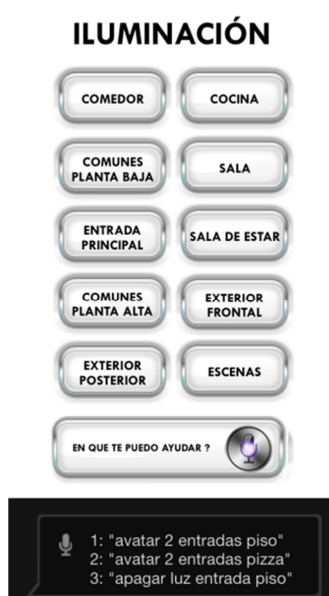 ILUMINACIÓN
COMEDOR
COCINA
COMUNES
PLANTA BAJA
SALA
ENTRADA
PRINCIPAL
SALA DE ESTAR
COMUNES
PLANTA ALTA
EXTERIOR
FRONTAL
EXTERIOR
POSTERIOR
ESCENAS
EN QUE TE PUEDO AYUDAR ?
1: "avatar 2 entradas piso"
2: "avatar 2 entradas pizza"
3: "apagar luz entrada piso"